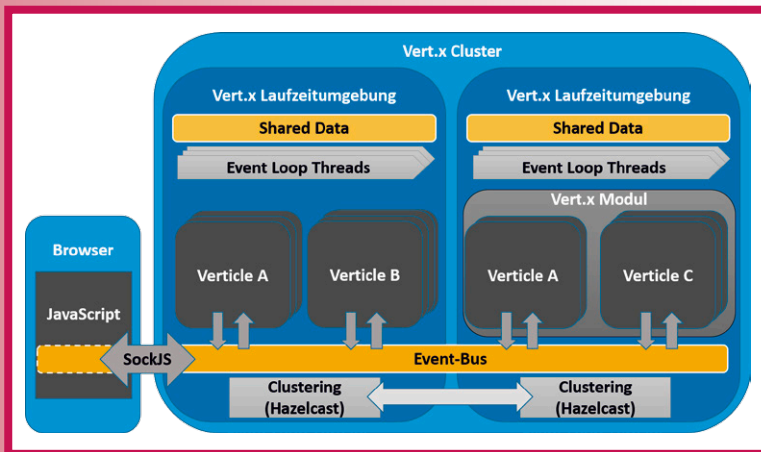 Vert.x Cluster
Vert.x Laufzeitumgebung
Shared Data
Event Loop Threads
Verticle A
Verticle B
Vert.x Laufzeitumgebung
Shared Data
Event Loop Threads
Vert.x Modul
Verticle A
Verticle C
Browser
JavaScript
SockJS
Event-Bus
Clustering
(Hazelcast)
Clustering
(Hazelcast)